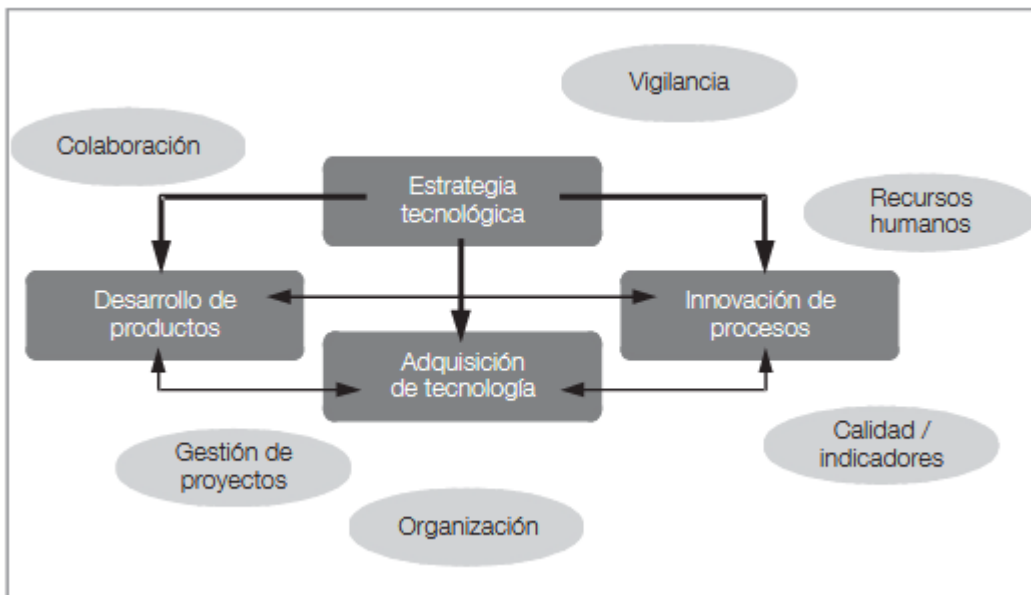 Vigilancia
Colaboración
Estrategia
tecnológica
Recursos
humanos
Desarrollo de
productos
Innovación de
procesos
Adquisición
de tecnología
Gestión de
proyectos
Calidad /
indicadores
Organización